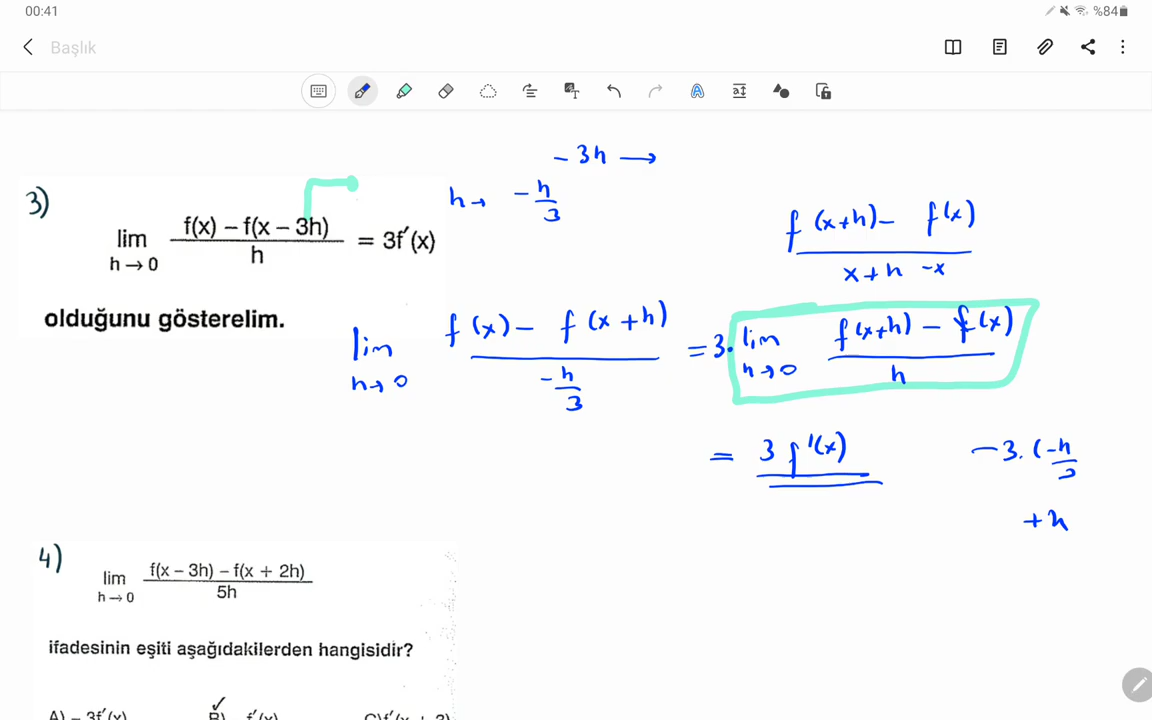 00:41 %84
Başlık
- 3h →
3) h → - h/3
lim h→0 f(x) – f(x – 3h) / h = 3f′(x)
f(x+h) - f(x) / x+h -x
olduğunu gösterelim.
lim h→0 f(x) - f(x+h) / - h/3 = 3. lim h→0 f(x+h) - f(x) / h
= 3 f'(x) -3. (-h/3
+h
4)
lim h→0 f(x – 3h) – f(x + 2h) / 5h
ifadesinin eşiti aşağıdakilerden hangisidir?
A) – 3f′(x) B) – f′(x) C) f′(x + 2)